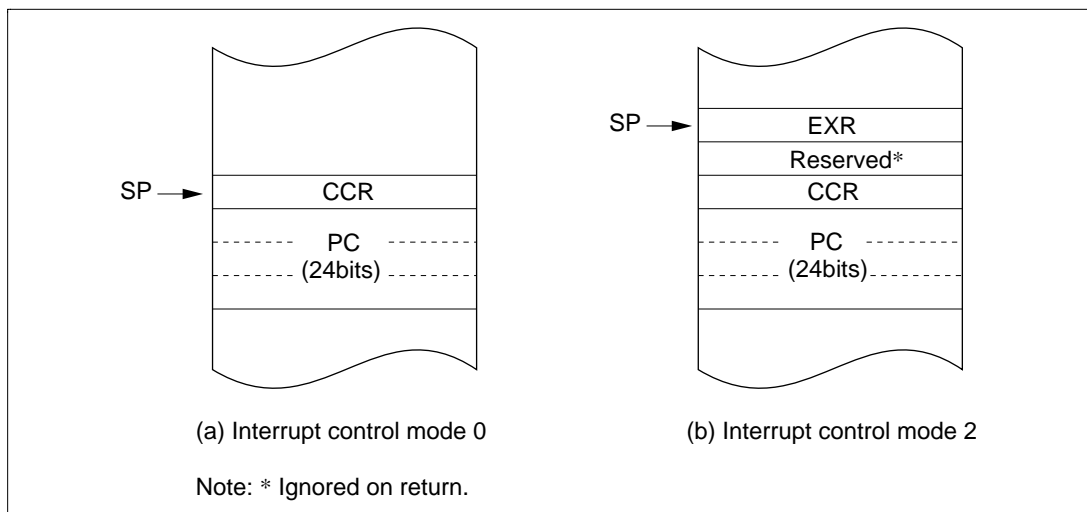 SP
CCR
PC
(24bits)
(a) Interrupt control mode 0
SP
EXR
Reserved*
CCR
PC
(24bits)
(b) Interrupt control mode 2
Note: * Ignored on return.